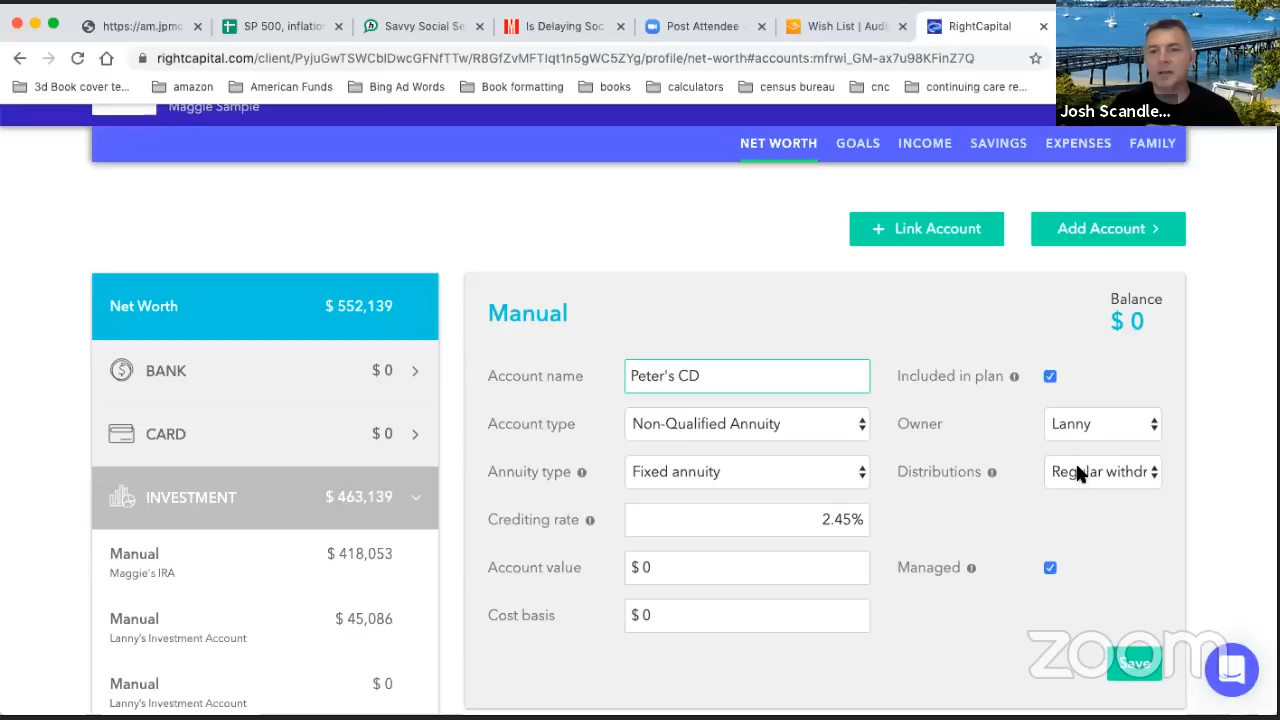 https://am.jpmo
SP 500, inflatio
Savvy Social Se
Is Delaying Soc
Post Attendee
Wish List | Audi
RightCapital
rightcapital.com/client/PyjuGwTSWCbIDwcGFNfTTw/R8GfZvMFTIqt1n5gWC5ZYg/profile/net-worth#accounts:mfrwi_GM-ax7u98KFinZ7Q
3d Book cover te...
amazon
American Funds
Bing Ad Words
Book formatting
books
calculators
census bureau
cnc
continuing care re...
Josh Scandle...
Maggie Sample
NET WORTH GOALS INCOME SAVINGS EXPENSES FAMILY
+ Link Account
Add Account >
Net Worth $ 552,139
BANK $ 0
CARD $ 0
INVESTMENT $ 463,139
Manual $ 418,053
Maggie's IRA
Manual $ 45,086
Lanny's Investment Account
Manual $ 0
Lanny's Investment Account
Manual
Balance
$ 0
Account name Peter's CD
Included in plan
Account type Non-Qualified Annuity
Owner Lanny
Annuity type Fixed annuity
Distributions Regular withdr
Crediting rate 2.45%
Account value $ 0
Managed
Cost basis $ 0
Save
zoom